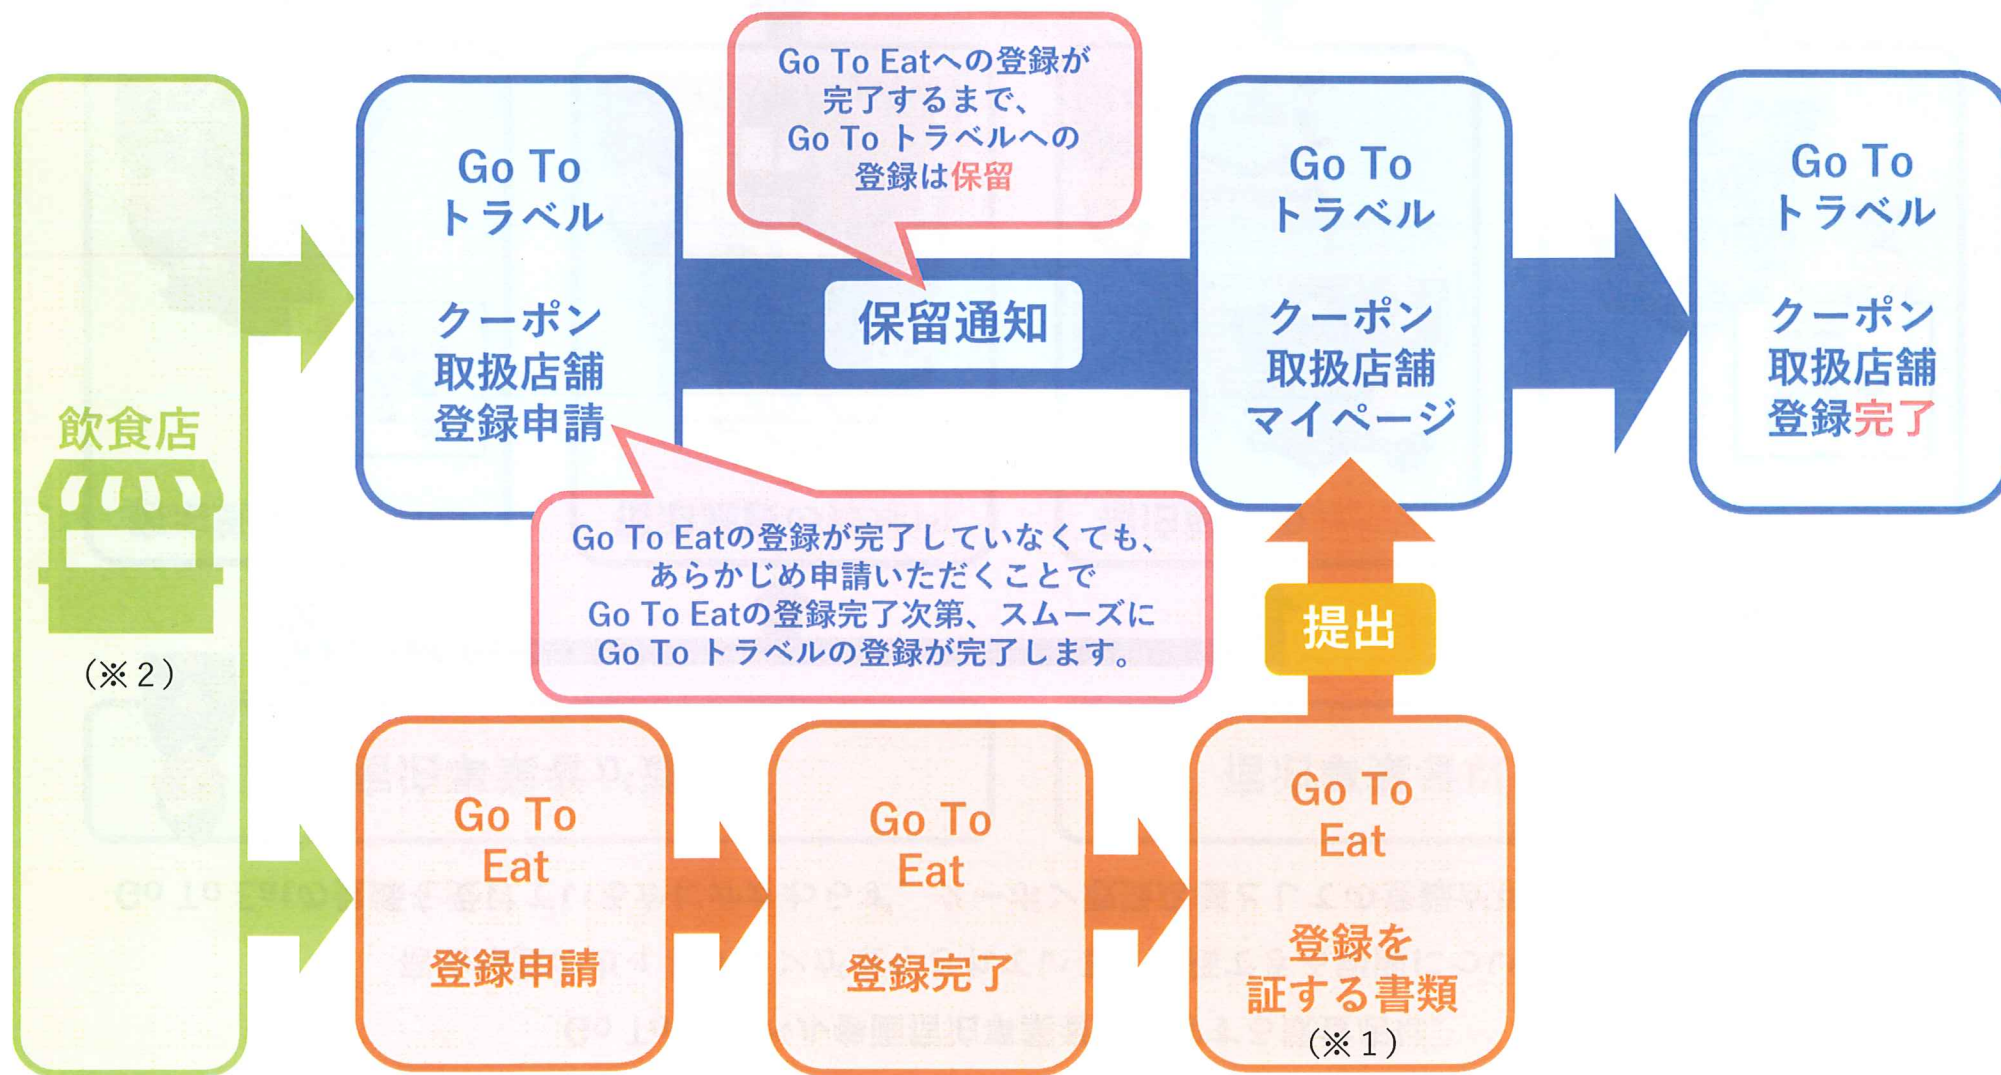 飲食店
（※２）
Go To
トラベル
クーポン
取扱店舗
登録申請
Go To Eatへの登録が
完了するまで、
Go To トラベルへの
登録は保留
保留通知
Go To
トラベル
クーポン
取扱店舗
マイページ
Go To
トラベル
クーポン
取扱店舗
登録完了
Go To Eatの登録が完了していなくても、
あらかじめ申請いただくことで
Go To Eatの登録完了次第、スムーズに
Go To トラベルの登録が完了します。
提出
Go To
Eat
登録申請
Go To
Eat
登録完了
Go To
Eat
登録を
証する書類
（※１）